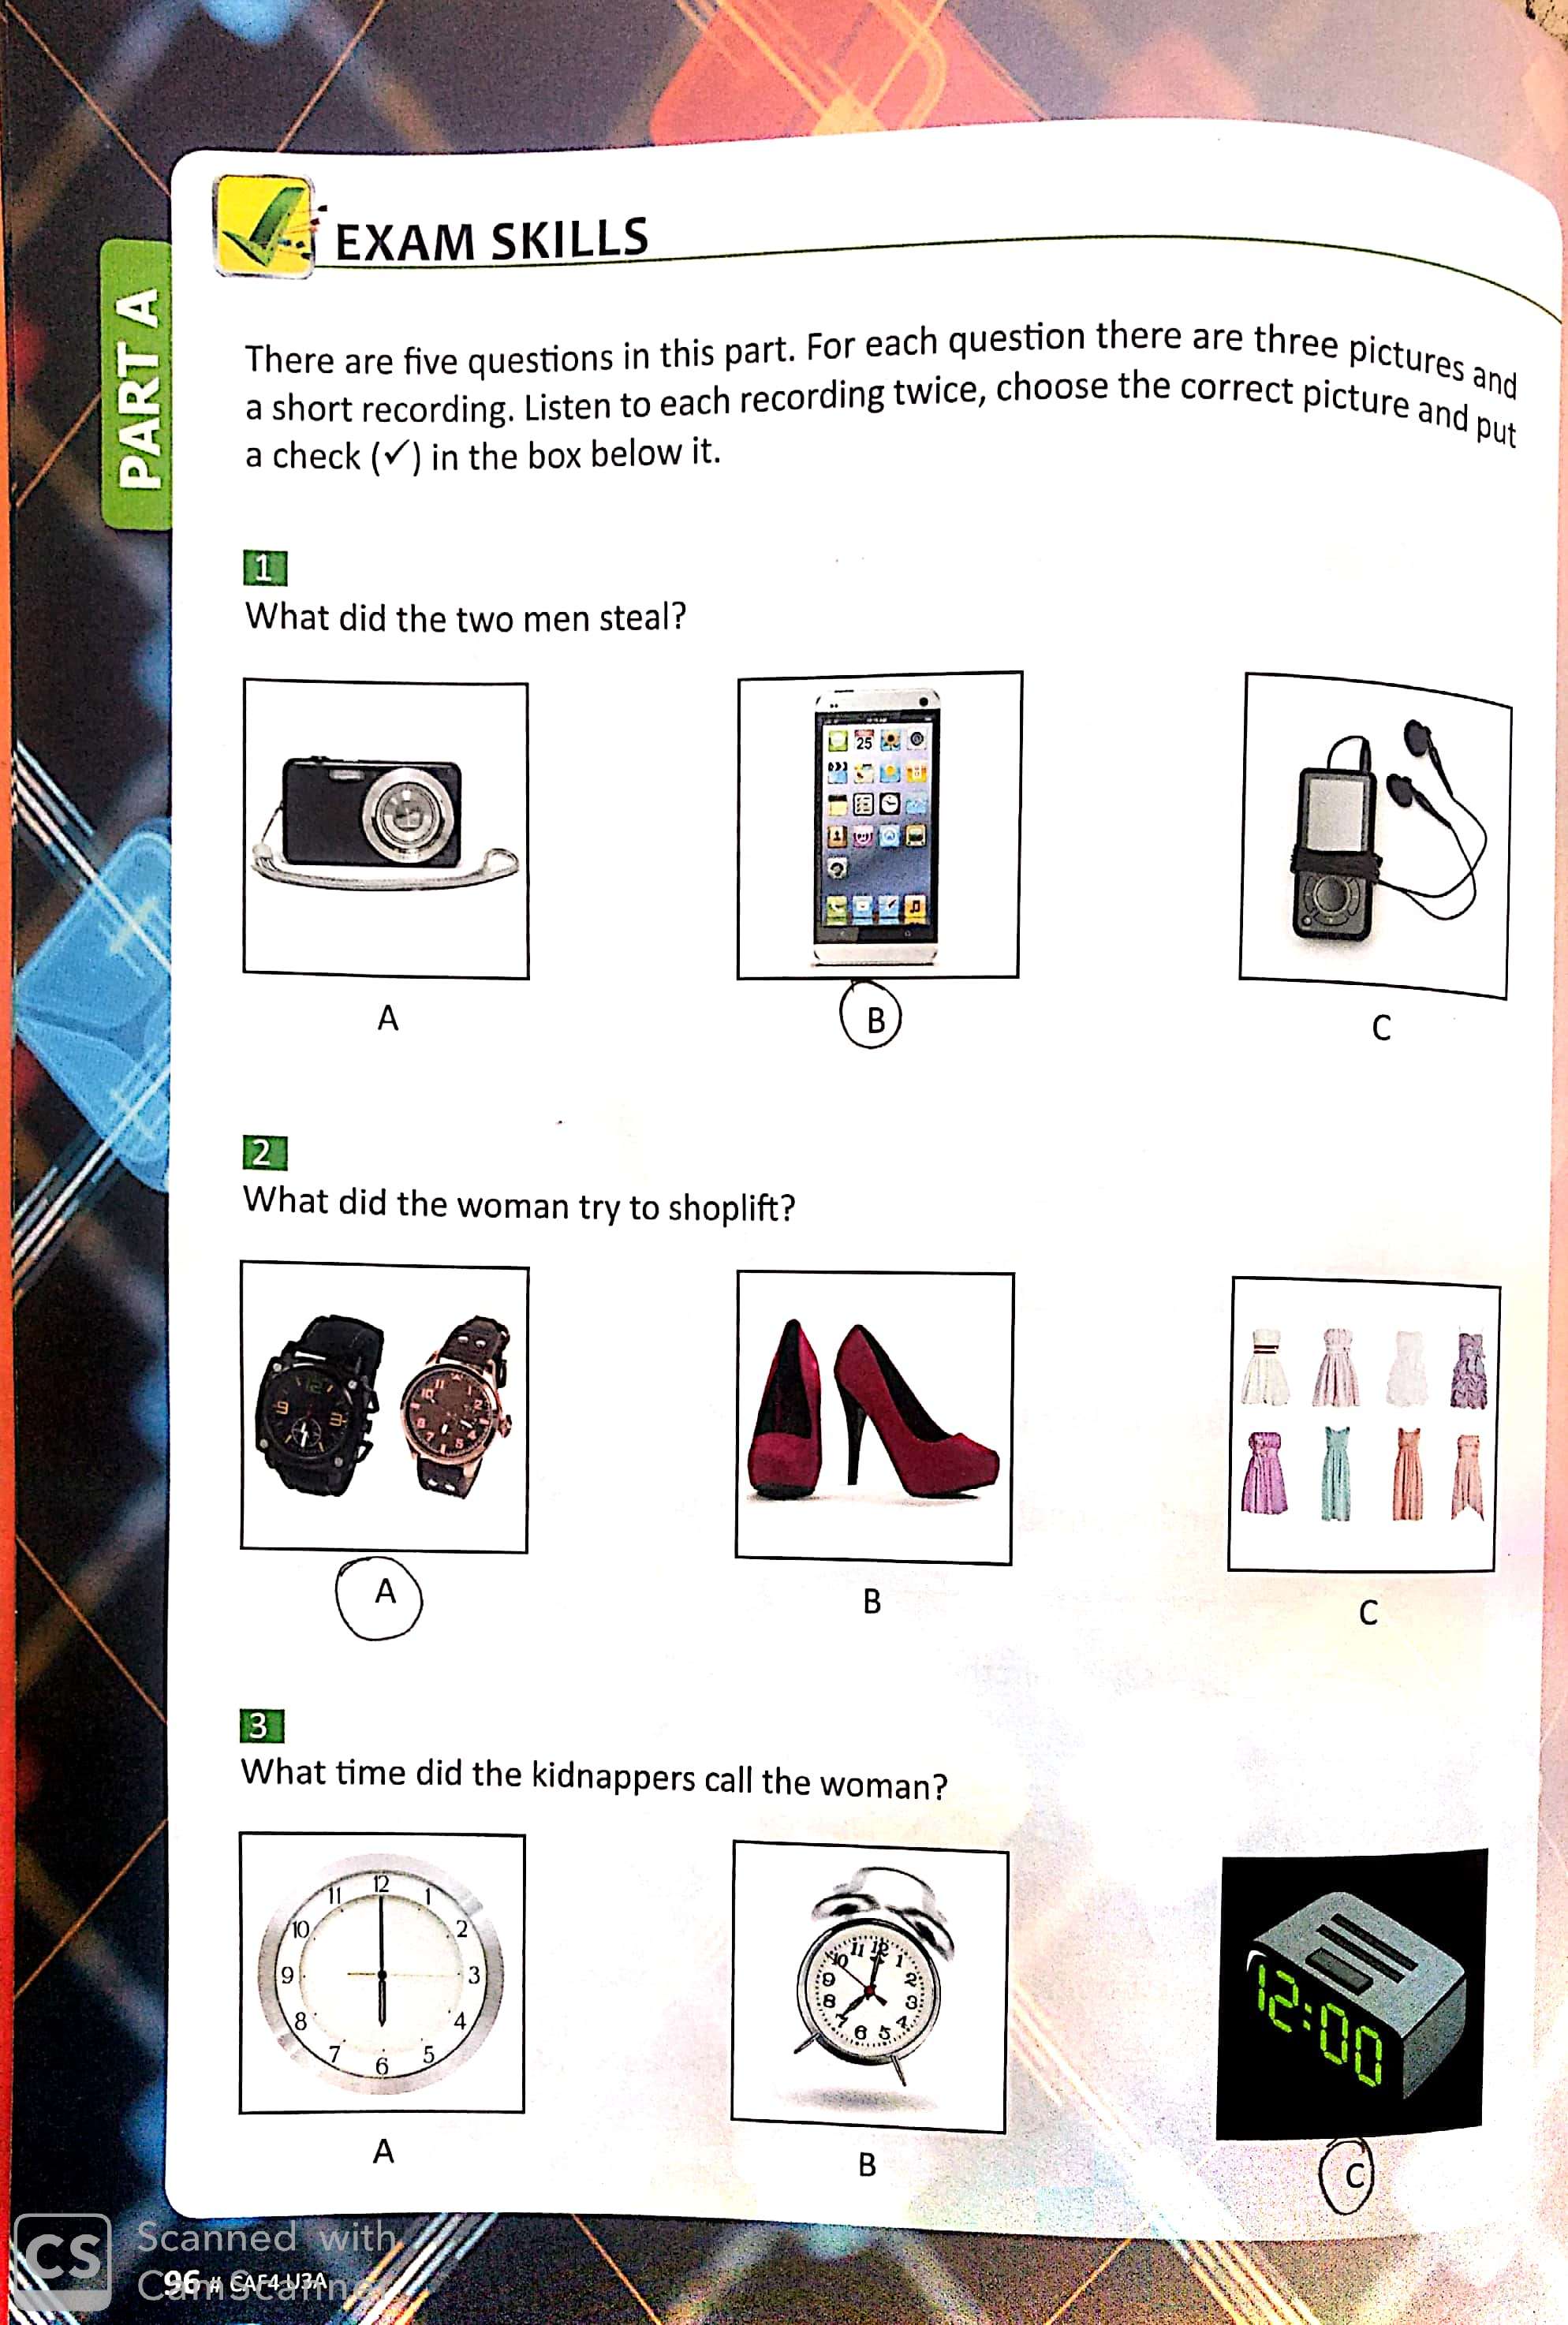 EXAM SKILLS
PART A
There are five questions in this part. For each question there are three pictures and
a short recording. Listen to each recording twice, choose the correct picture and put
a check (✓) in the box below it.
1
What did the two men steal?
25
A
B
C
2
What did the woman try to shoplift?
A
B
C
3
What time did the kidnappers call the woman?
12
11
1
10
2
9
3
8
4
7
5
6
11
12
1
10
2
9
3
8
4
7
6
5
12:00
A
B
C
CS
Scanned with
CamScanner
96 # CAF4 U3A